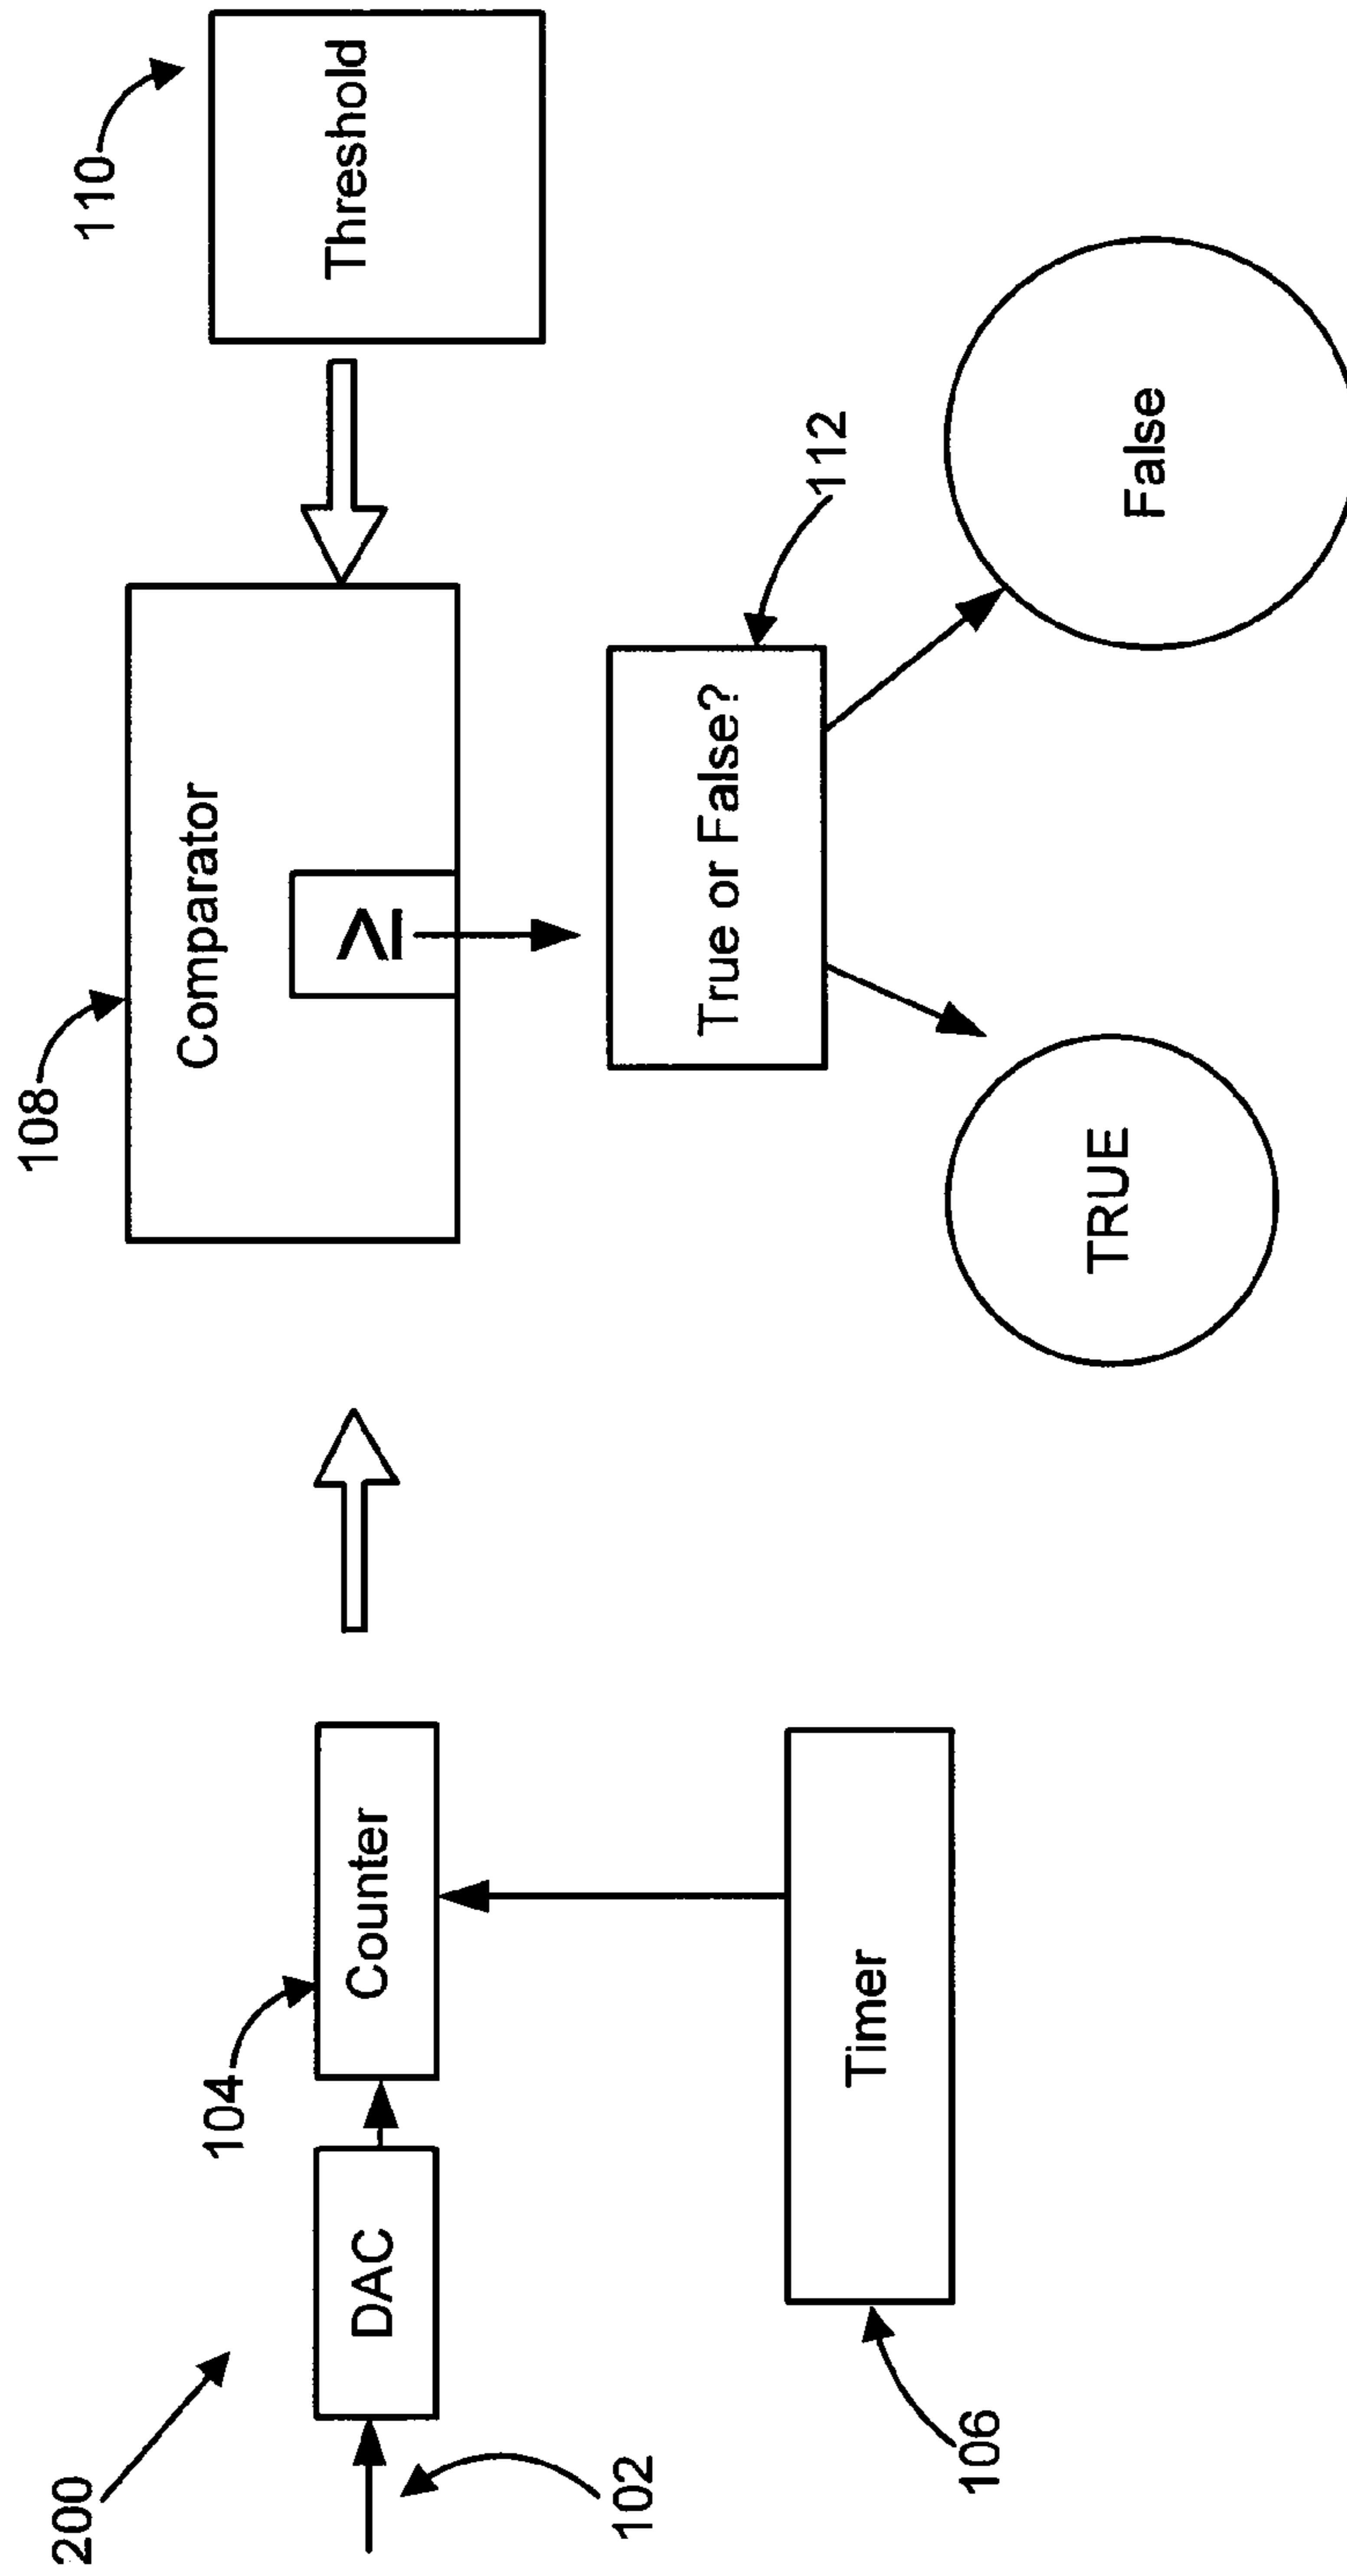 200
102
DAC
104
Counter
106
Timer
108
Comparator
≥
110
Threshold
112
True or False?
TRUE
False